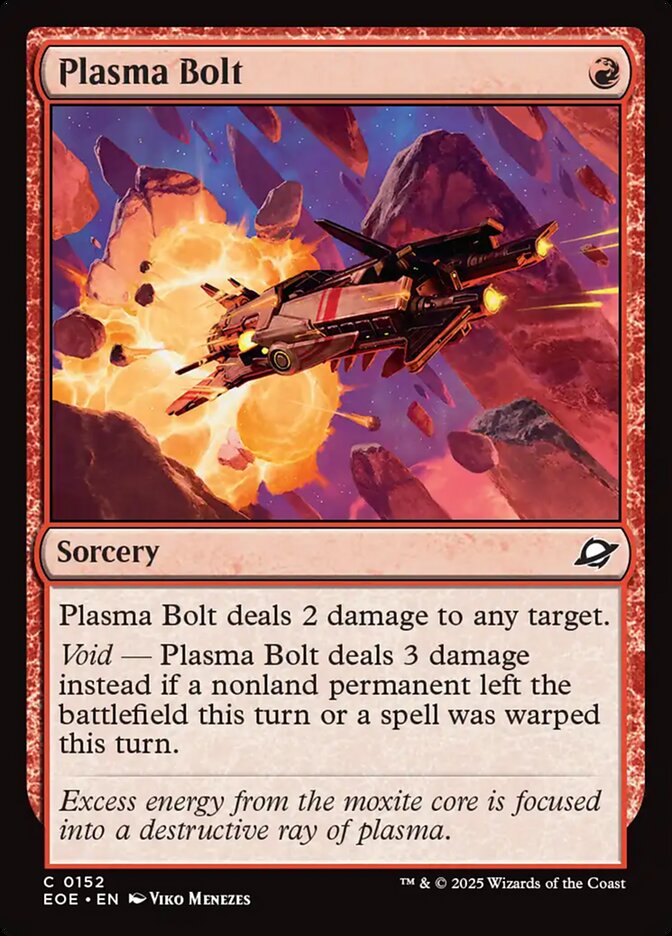 Plasma Bolt
Sorcery
Plasma Bolt deals 2 damage to any target.
Void — Plasma Bolt deals 3 damage
instead if a nonland permanent left the
battlefield this turn or a spell was warped
this turn.
Excess energy from the moxite core is focused
into a destructive ray of plasma.
C 0152
EOE • EN Viko Menezes
™ & © 2025 Wizards of the Coast